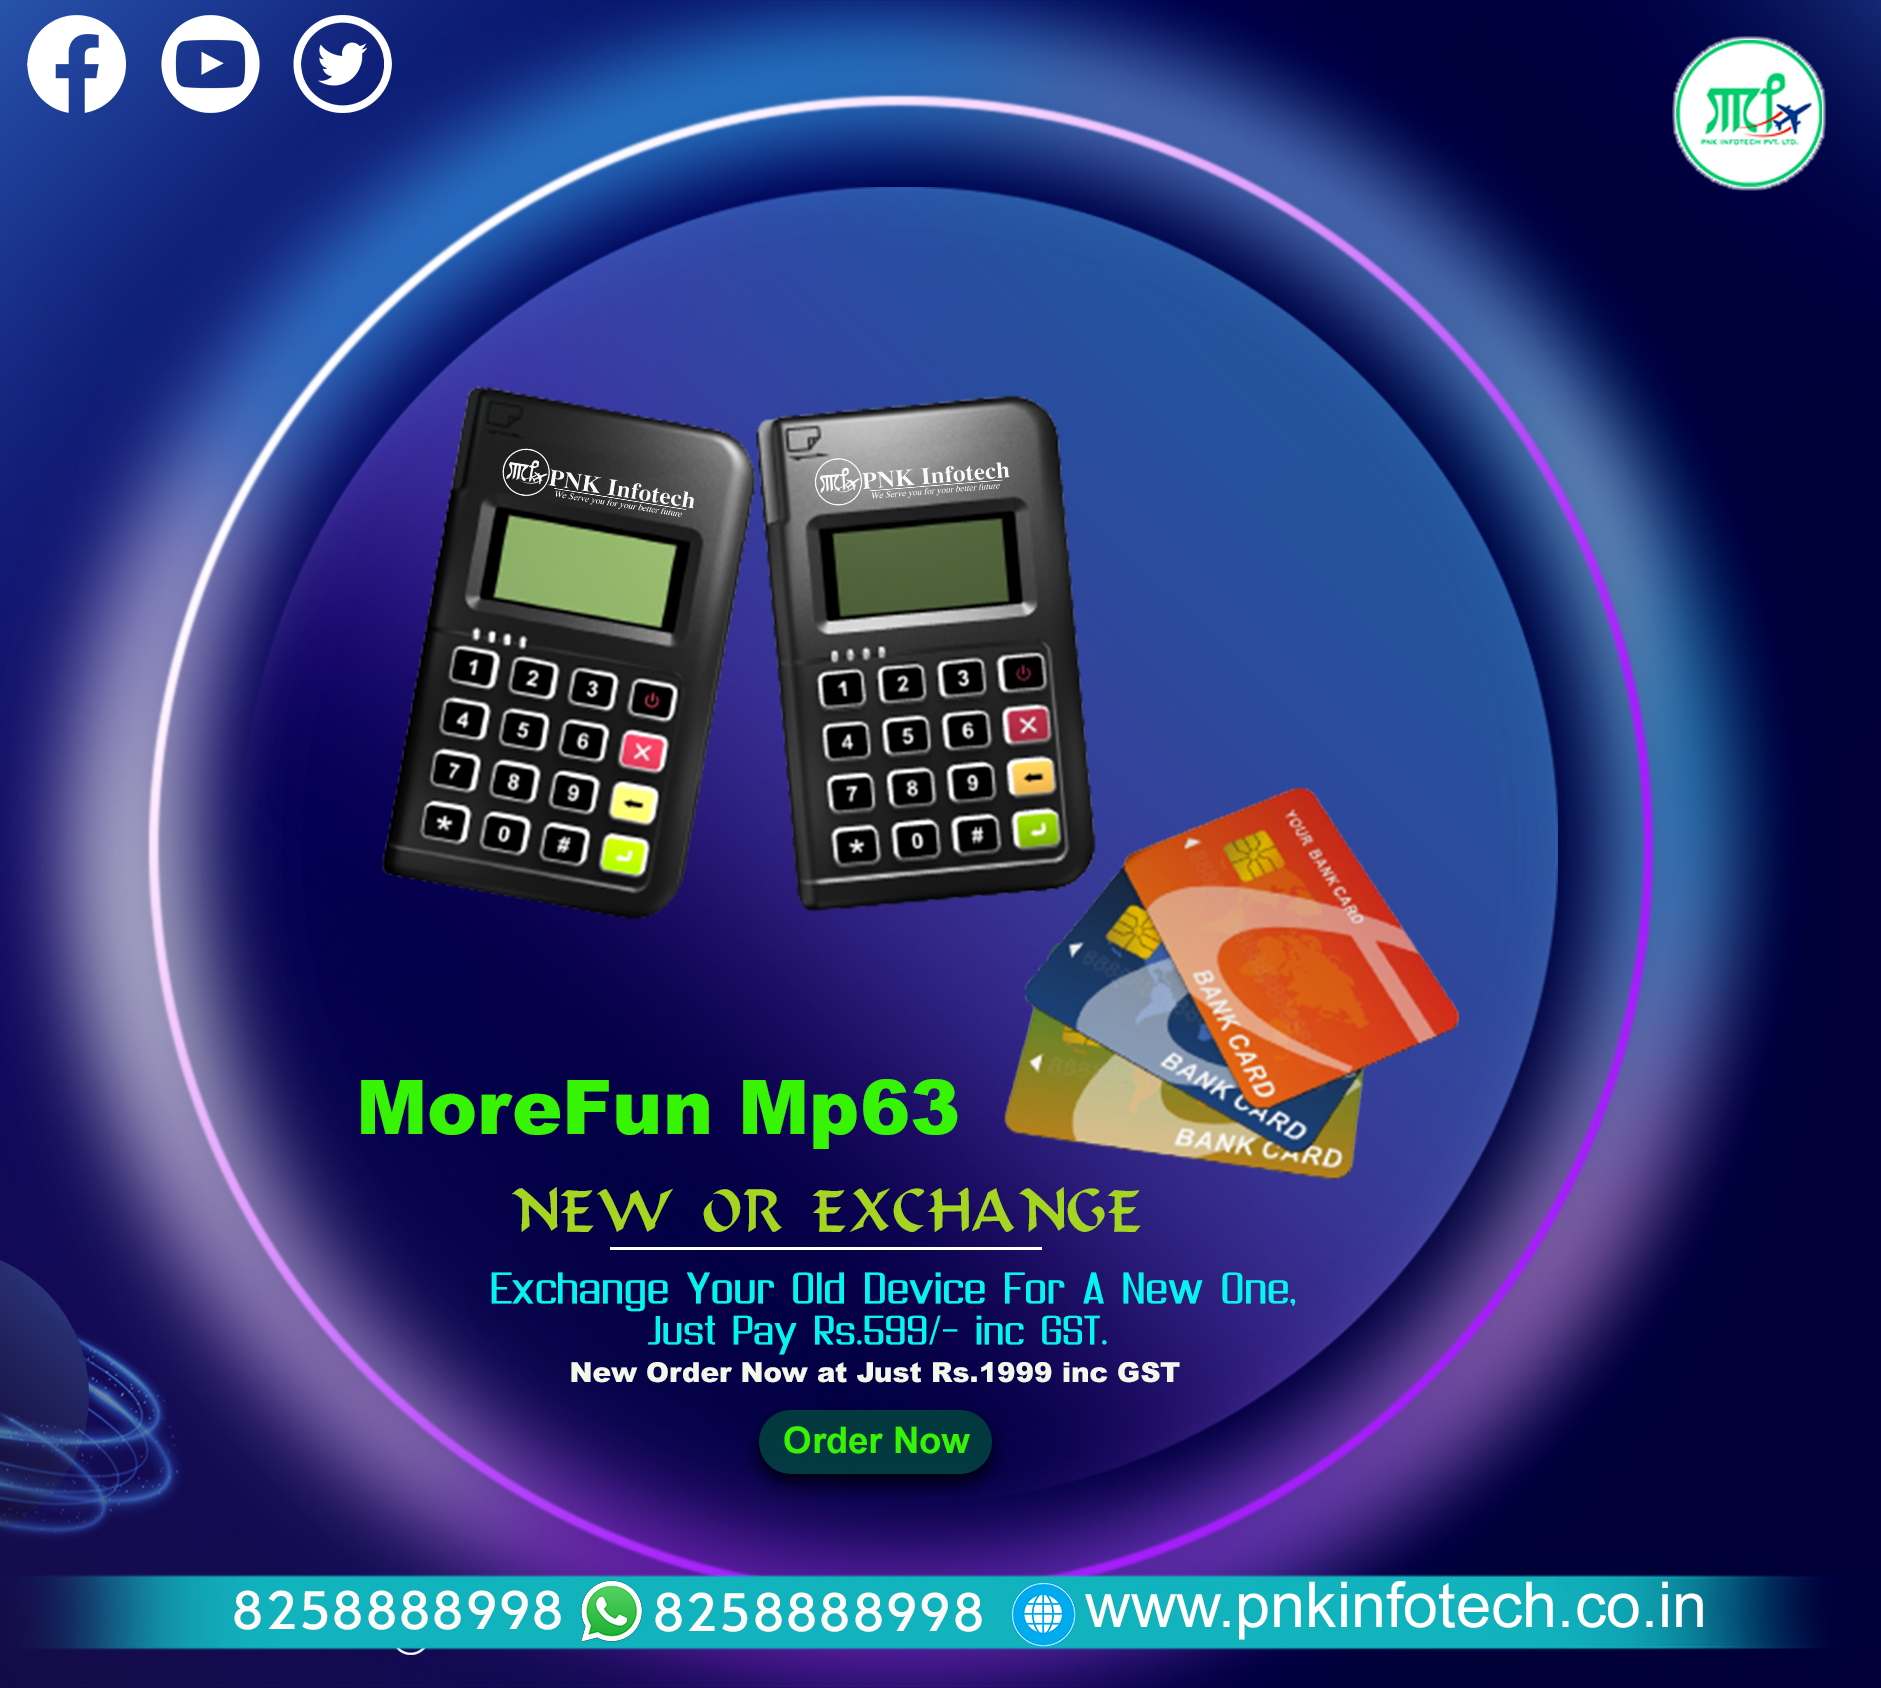 PNK INFOTECH PVT. LTD.
PNK Infotech
We Serve you for your better future
PNK Infotech
We Serve you for your better future
1 2 3
4 5 6
7 8 9
* 0 #
1 2 3
4 5 6
7 8 9
* 0 #
YOUR BANK CARD
BANK CARD
BANK CARD
BANK CARD
MoreFun Mp63
NEW OR EXCHANGE
Exchange Your Old Device For A New One,
Just Pay Rs.599/- inc GST.
New Order Now at Just Rs.1999 inc GST
Order Now
8258888998 8258888998 www.pnkinfotech.co.in